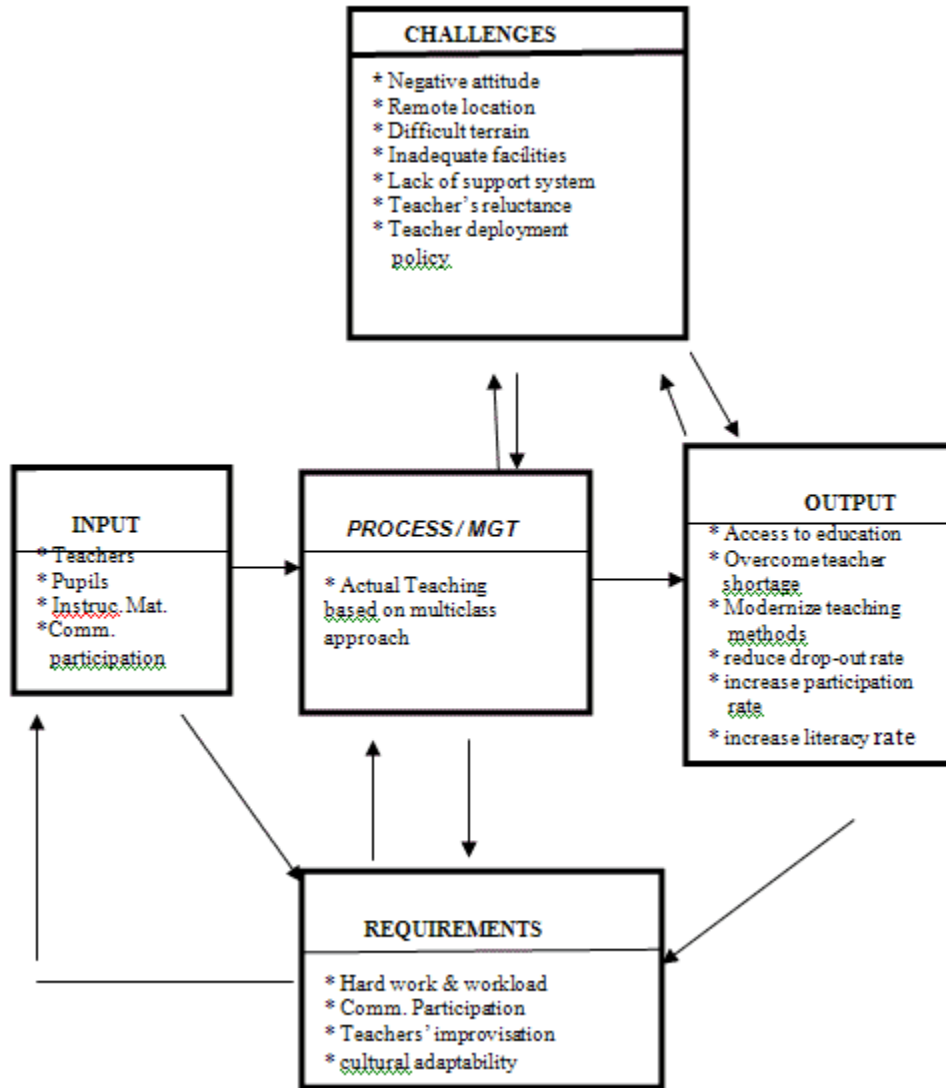 CHALLENGES
* Negative attitude
* Remote location
* Difficult terrain
* Inadequate facilities
* Lack of support system
* Teacher's reluctance
* Teacher deployment
policy
INPUT
* Teachers
* Pupils
* Instruc. Mat.
*Comm.
participation
PROCESS / MGT
* Actual Teaching
based on multiclass
approach
OUTPUT
* Access to education
* Overcome teacher
shortage
* Modernize teaching
methods
* reduce drop-out rate
* increase participation
rate
* increase literacy rate
REQUIREMENTS
* Hard work & workload
* Comm. Participation
* Teachers' improvisation
* cultural adaptability